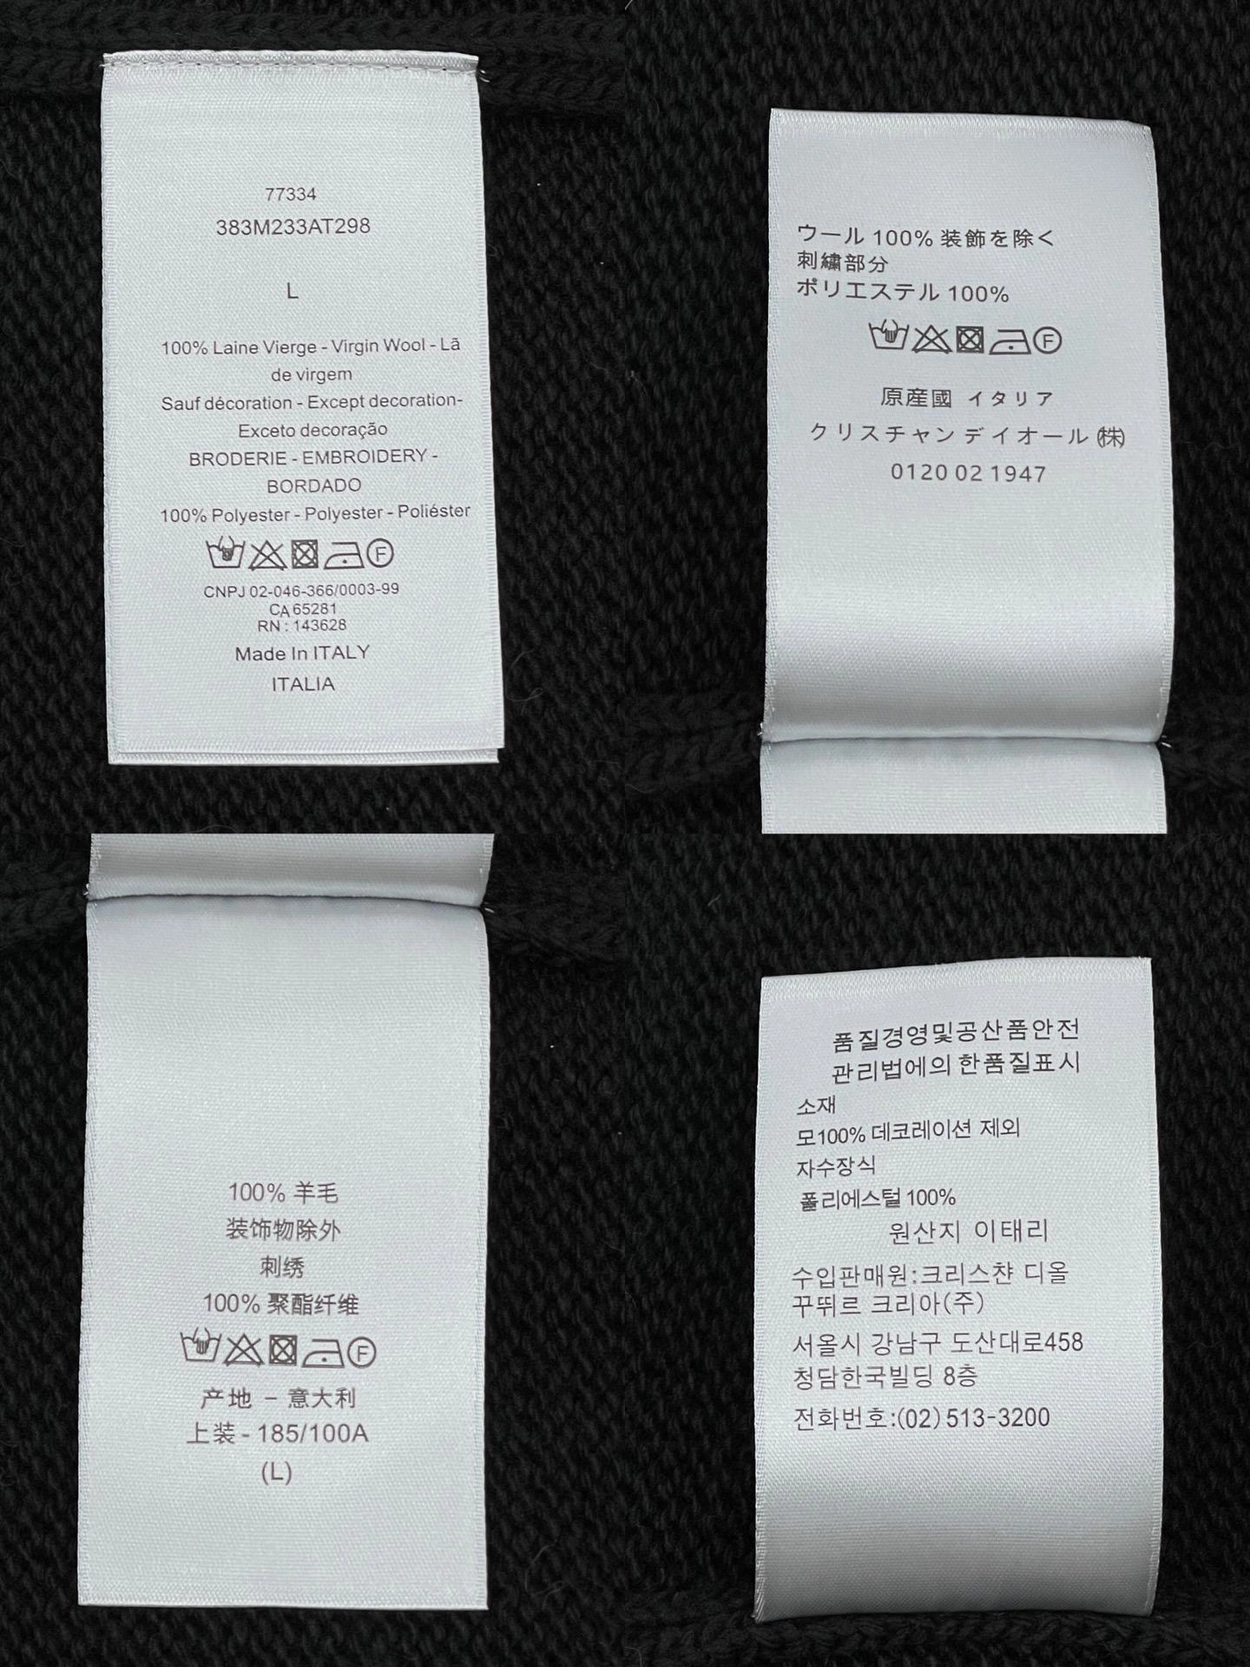 77334
383M233AT298
L
100% Laine Vierge - Virgin Wool - Lã
de virgem
Sauf décoration - Except decoration-
Exceto decoração
BRODERIE - EMBROIDERY -
BORDADO
100% Polyester - Polyester - Poliéster
F
CNPJ 02-046-366/0003-99
CA 65281
RN : 143628
Made In ITALY
ITALIA
ウール 100% 装飾を除く
刺繍部分
ポリエステル 100%
F
原産國 イタリア
クリスチャン デイオール ㈱
0120 02 1947
100% 羊毛
装饰物除外
刺绣
100% 聚酯纤维
F
产地 - 意大利
上装 - 185/100A
(L)
품질경영및공산품안전
관리법에의 한품질표시
소재
모100% 데코레이션 제외
자수장식
폴리에스텔 100%
원산지 이태리
수입판매원:크리스챤 디올
꾸뛰르 크리아(주)
서울시 강남구 도산대로458
청담한국빌딩 8층
전화번호:(02) 513-3200